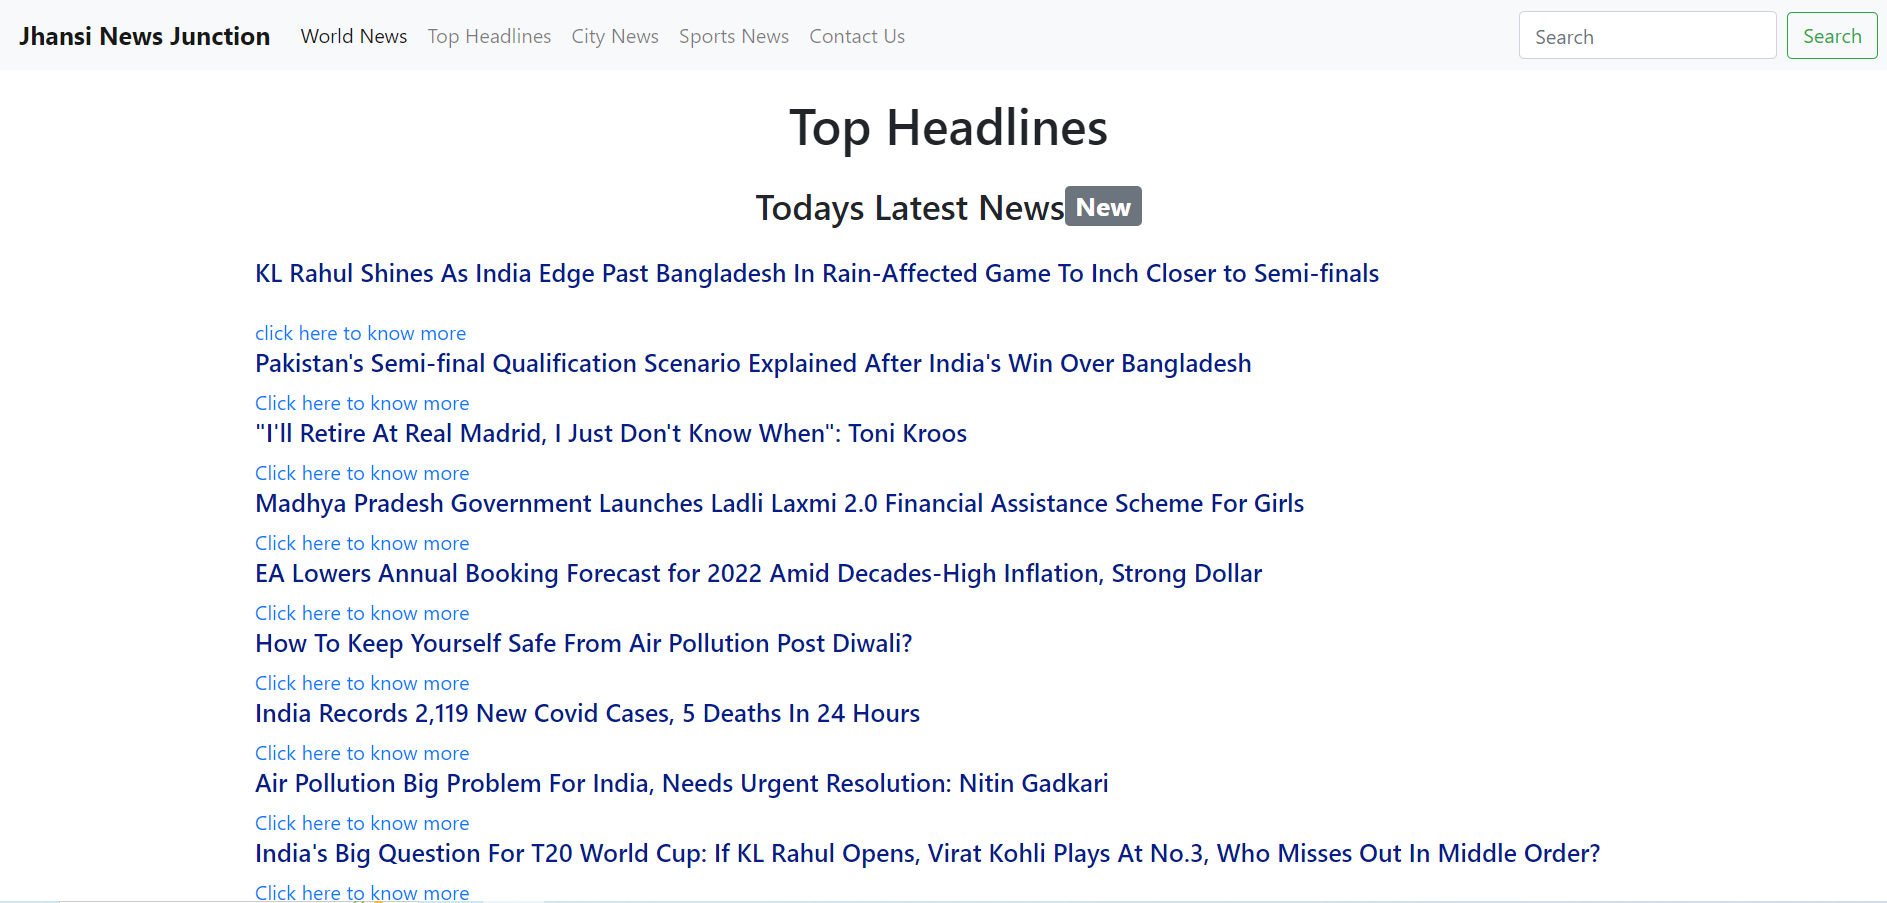 Jhansi News Junction World News Top Headlines City News Sports News Contact Us Search Search
Top Headlines
Todays Latest News New
KL Rahul Shines As India Edge Past Bangladesh In Rain-Affected Game To Inch Closer to Semi-finals
click here to know more
Pakistan's Semi-final Qualification Scenario Explained After India's Win Over Bangladesh
Click here to know more
"I'll Retire At Real Madrid, I Just Don't Know When": Toni Kroos
Click here to know more
Madhya Pradesh Government Launches Ladli Laxmi 2.0 Financial Assistance Scheme For Girls
Click here to know more
EA Lowers Annual Booking Forecast for 2022 Amid Decades-High Inflation, Strong Dollar
Click here to know more
How To Keep Yourself Safe From Air Pollution Post Diwali?
Click here to know more
India Records 2,119 New Covid Cases, 5 Deaths In 24 Hours
Click here to know more
Air Pollution Big Problem For India, Needs Urgent Resolution: Nitin Gadkari
Click here to know more
India's Big Question For T20 World Cup: If KL Rahul Opens, Virat Kohli Plays At No.3, Who Misses Out In Middle Order?
Click here to know more